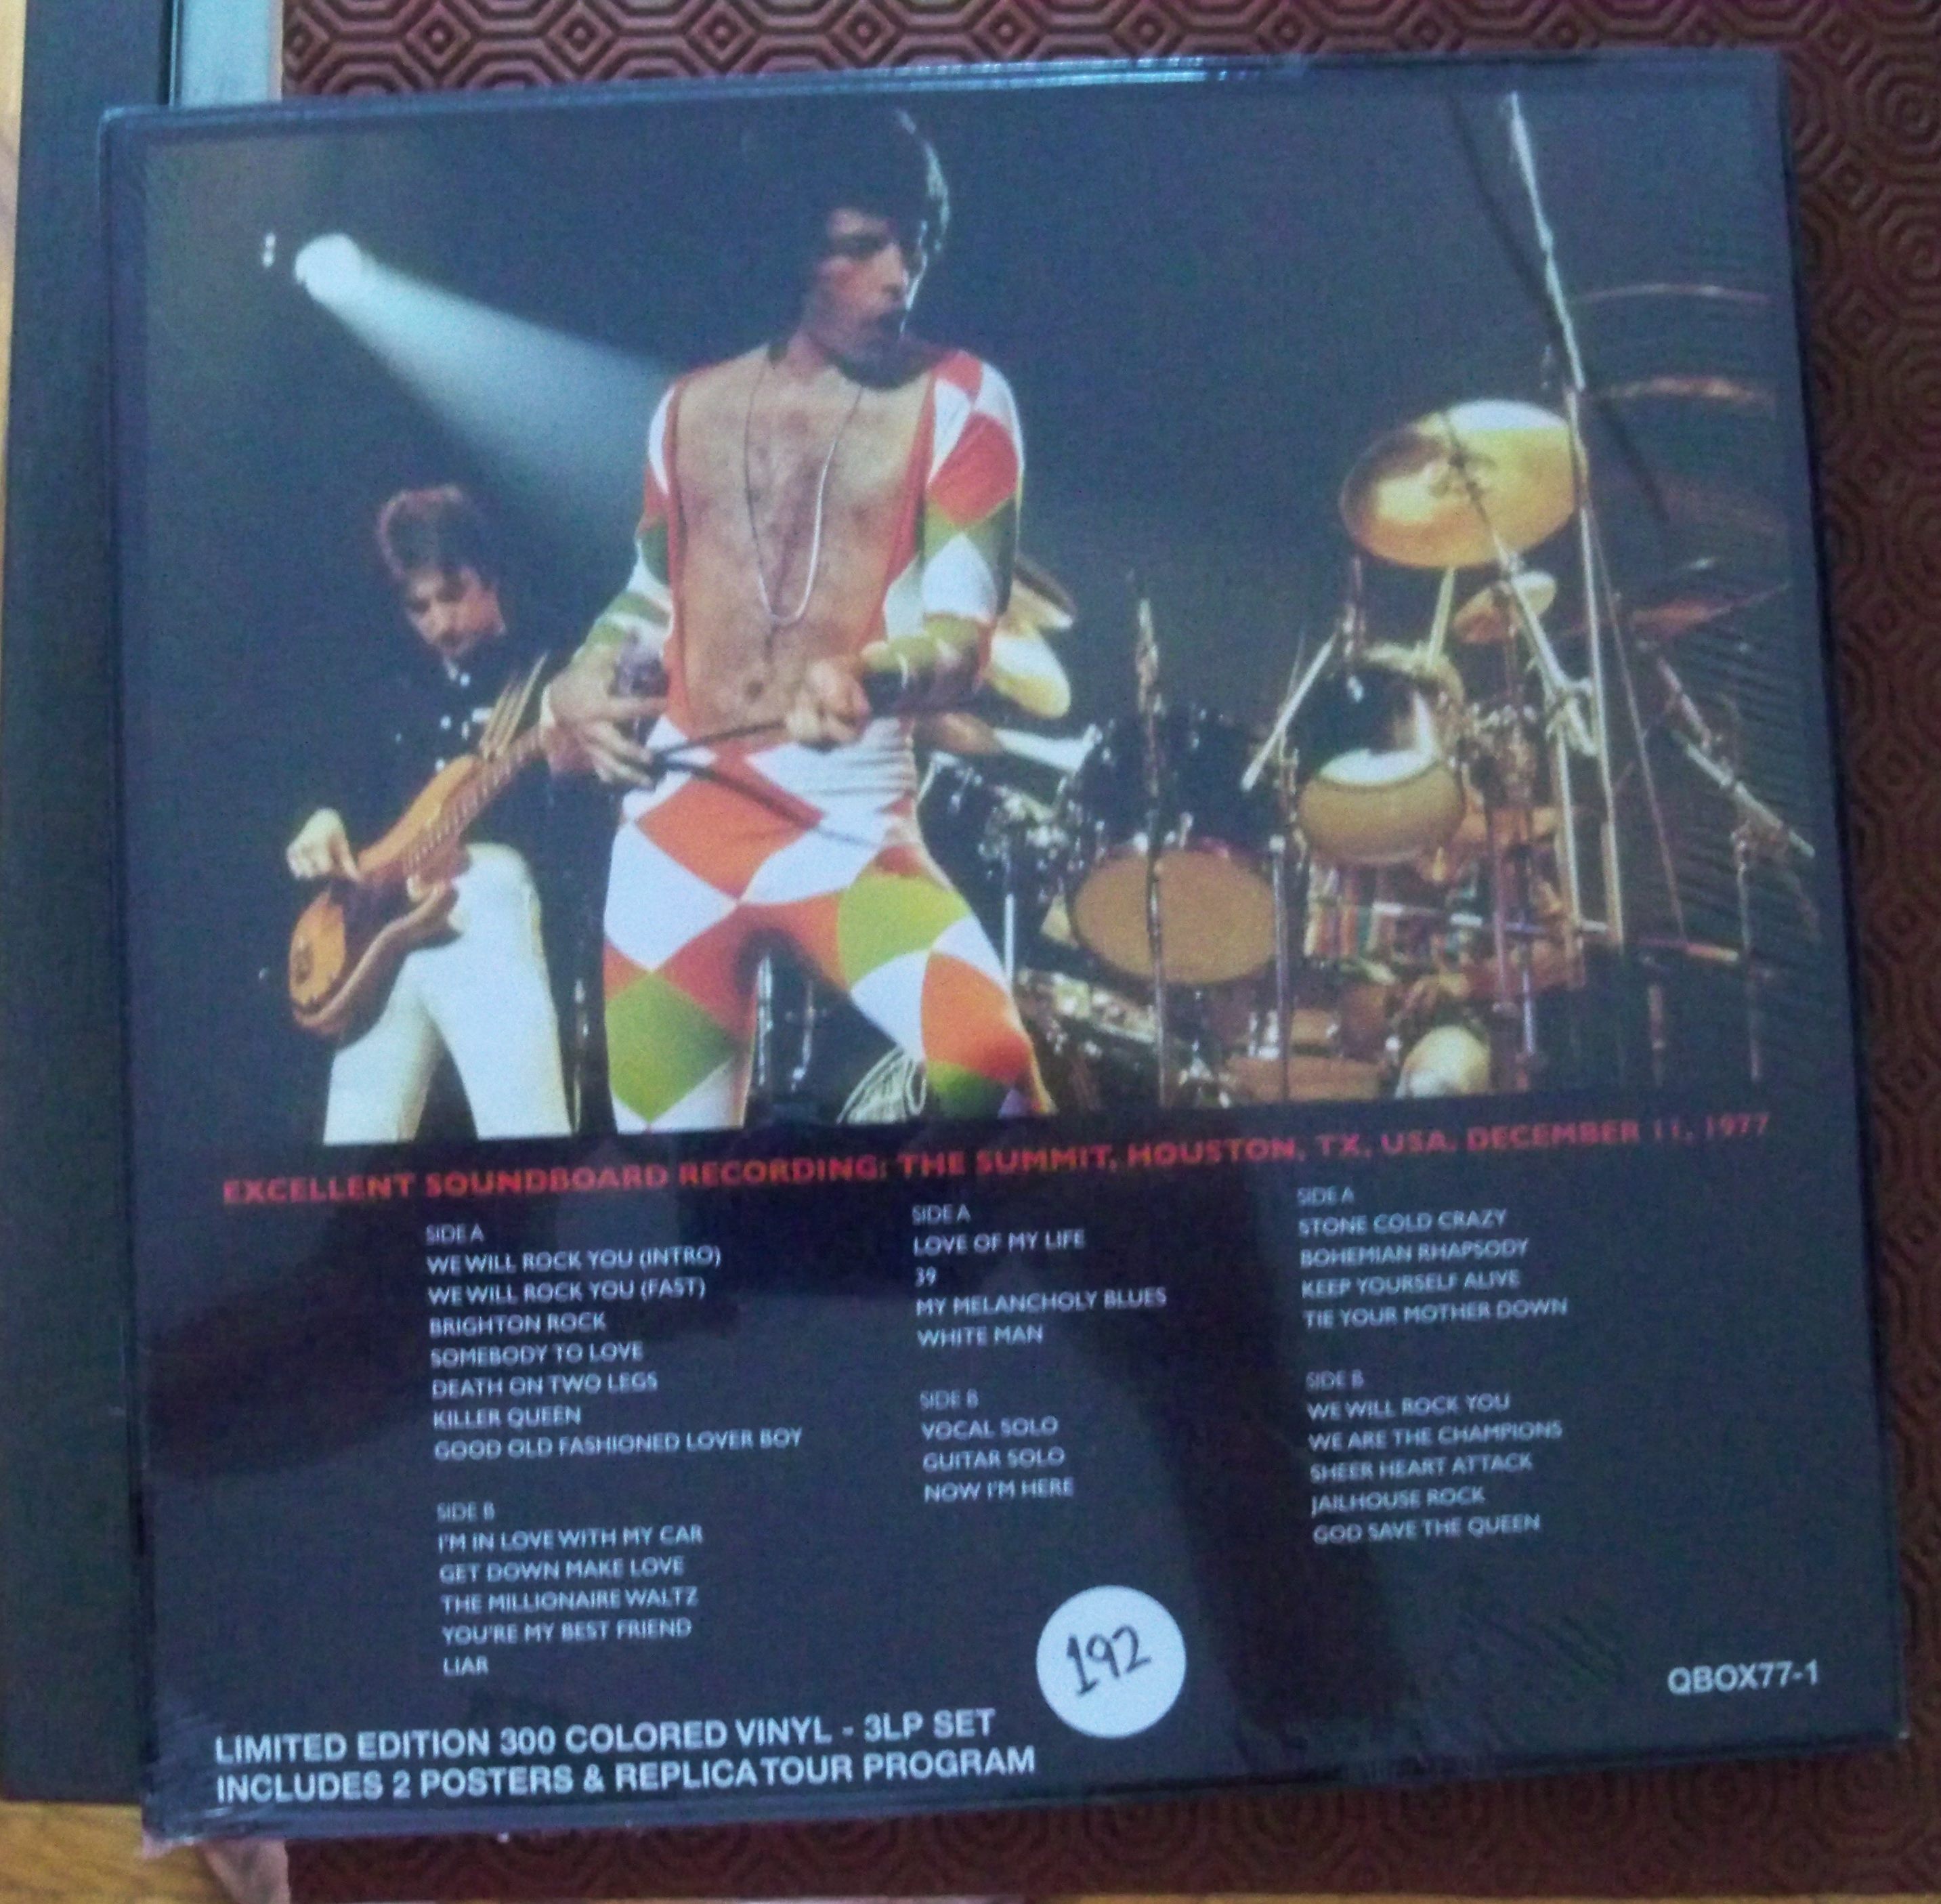 EXCELLENT SOUNDBOARD RECORDING: THE SUMMIT, HOUSTON, TX, USA. DECEMBER 11, 1977
SIDE A
WE WILL ROCK YOU (INTRO)
WE WILL ROCK YOU (FAST)
BRIGHTON ROCK
SOMEBODY TO LOVE
DEATH ON TWO LEGS
KILLER QUEEN
GOOD OLD FASHIONED LOVER BOY
SIDE B
I'M IN LOVE WITH MY CAR
GET DOWN MAKE LOVE
THE MILLIONAIRE WALTZ
YOU'RE MY BEST FRIEND
LIAR
SIDE A
LOVE OF MY LIFE
39
MY MELANCHOLY BLUES
WHITE MAN
SIDE B
VOCAL SOLO
GUITAR SOLO
NOW I'M HERE
SIDE A
STONE COLD CRAZY
BOHEMIAN RHAPSODY
KEEP YOURSELF ALIVE
TIE YOUR MOTHER DOWN
SIDE B
WE WILL ROCK YOU
WE ARE THE CHAMPIONS
SHEER HEART ATTACK
JAILHOUSE ROCK
GOD SAVE THE QUEEN
192
QBOX77-1
LIMITED EDITION 300 COLORED VINYL - 3LP SET
INCLUDES 2 POSTERS & REPLICA TOUR PROGRAM